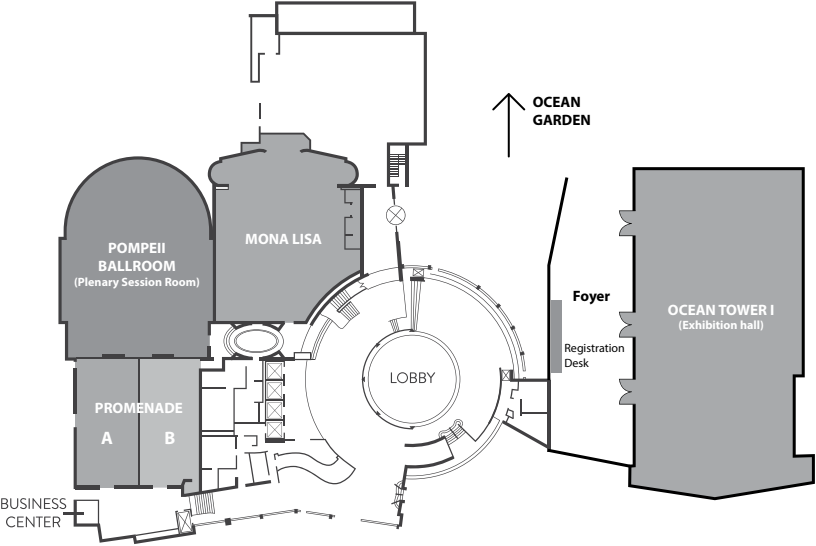 OCEAN
GARDEN
MONA LISA
POMPEII
BALLROOM
(Plenary Session Room)
Foyer
OCEAN TOWER I
(Exhibition hall)
Registration
Desk
LOBBY
PROMENADE
A B
BUSINESS
CENTER